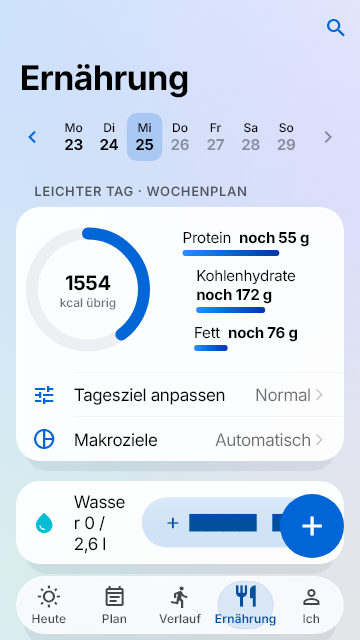 Ernährung
Mo Di Mi Do Fr Sa So
23 24 25 26 27 28 29
LEICHTER TAG · WOCHENPLAN
1554
kcal übrig
Protein noch 55 g
Kohlenhydrate
noch 172 g
Fett noch 76 g
Tagesziel anpassen Normal
Makroziele Automatisch
Wasse
r 0 /
2,6 l
+
+
Heute Plan Verlauf Ernährung Ich